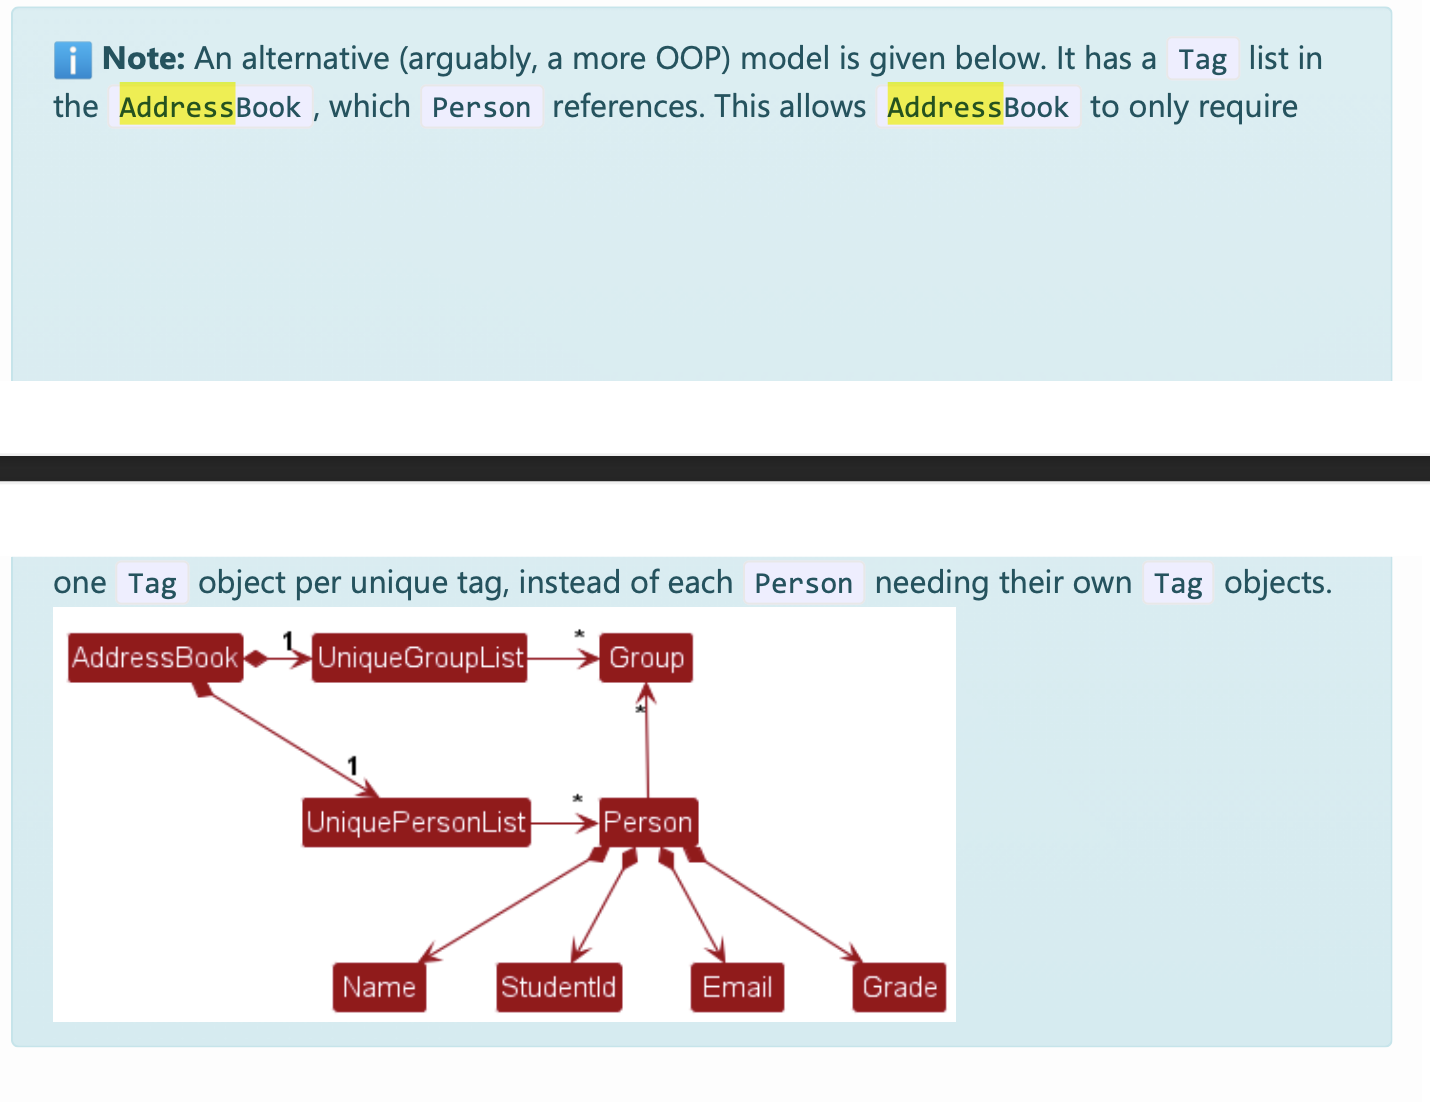 ℹ Note: An alternative (arguably, a more OOP) model is given below. It has a Tag list in
the AddressBook, which Person references. This allows AddressBook to only require
one Tag object per unique tag, instead of each Person needing their own Tag objects.
AddressBook 1 UniqueGroupList * Group
*
1
UniquePersonList * Person
Name StudentId Email Grade